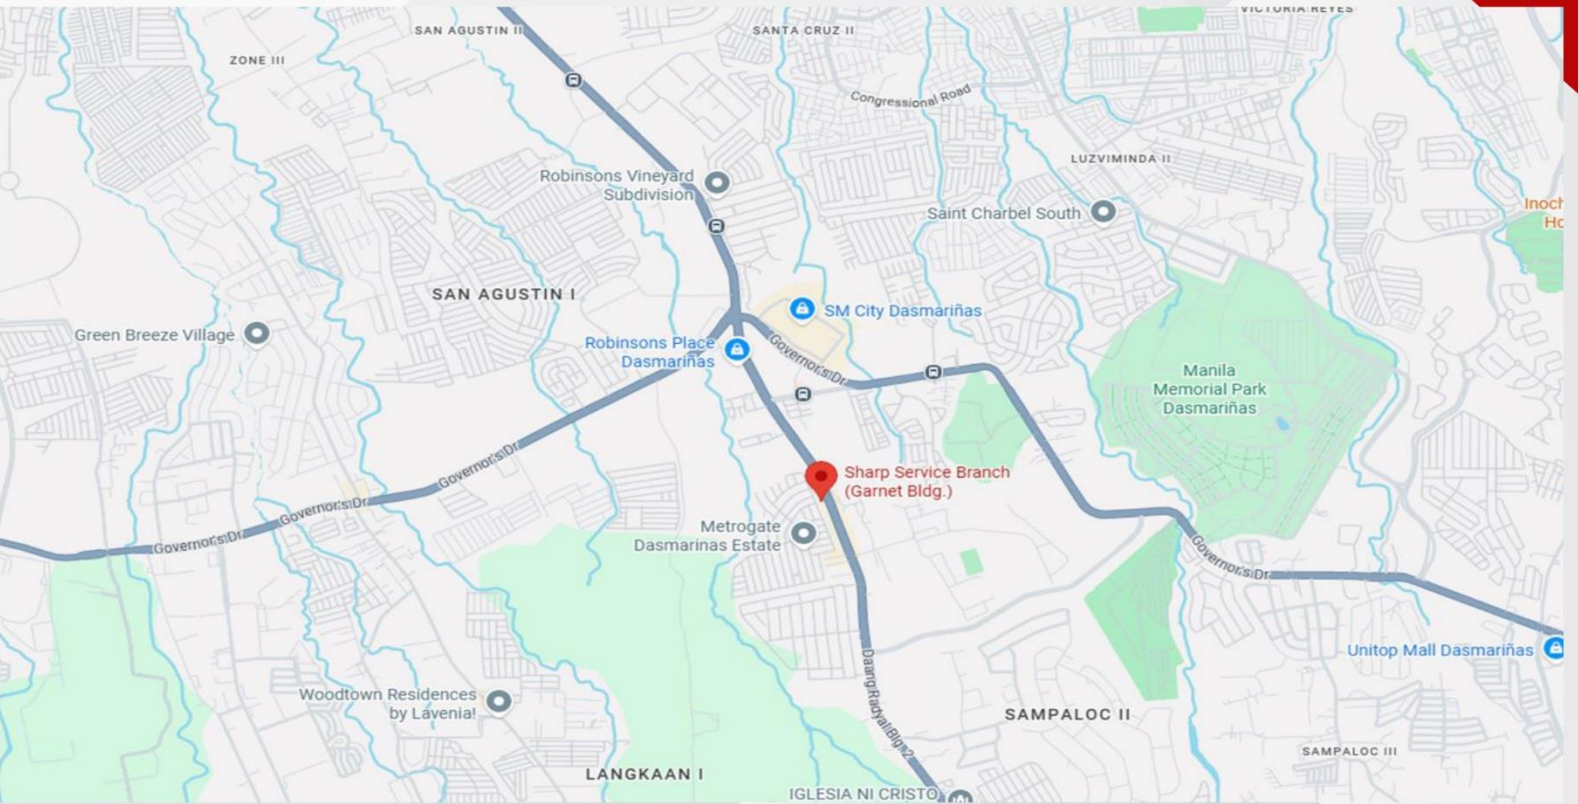 VICTORIA REYES
SAN AGUSTIN II
SANTA CRUZ II
ZONE III
Congressional Road
LUZVIMINDA II
Robinsons Vineyard
Subdivision
Saint Charbel South
Inoch
Ho
SAN AGUSTIN I
SM City Dasmariñas
Green Breeze Village
Robinsons Place
Dasmariñas
Governor's Dr
Manila
Memorial Park
Dasmariñas
Governor's Dr
Sharp Service Branch
(Garnet Bldg.)
Governor's Dr
Governor's Dr
Metrogate
Dasmarinas Estate
Governor's Dr
Unitop Mall Dasmariñas
Daang Radyal Blg. 2
Woodtown Residences
by Lavenia!
SAMPALOC II
SAMPALOC III
LANGKAAN I
IGLESIA NI CRISTO